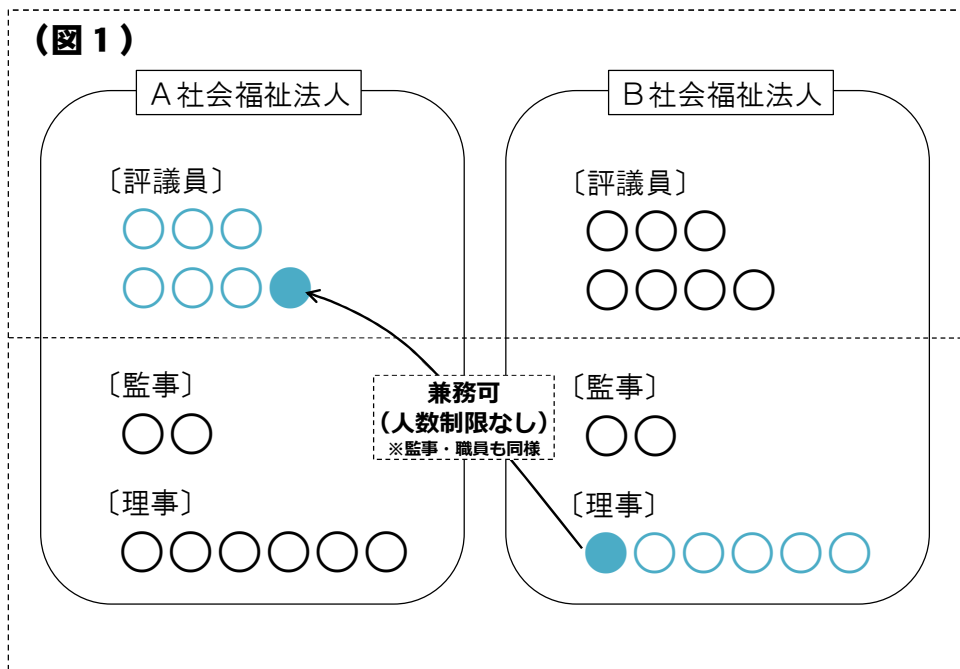 （図１）
Ａ社会福祉法人
Ｂ社会福祉法人
〔評議員〕
〔評議員〕
〔監事〕
兼務可
（人数制限なし）
※監事・職員も同様
〔監事〕
〔理事〕
〔理事〕